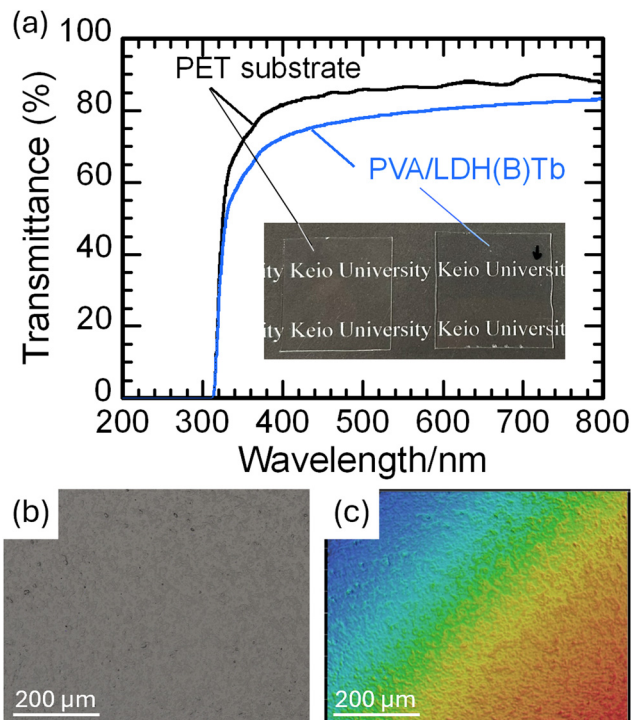 (a)
100
80
60
40
20
0
Transmittance (%)
PET substrate
PVA/LDH(B)Tb
ity Keio University Keio Universit
ity Keio University Keio Universit
200 300 400 500 600 700 800
Wavelength/nm
(b)
200 µm
(c)
200 µm